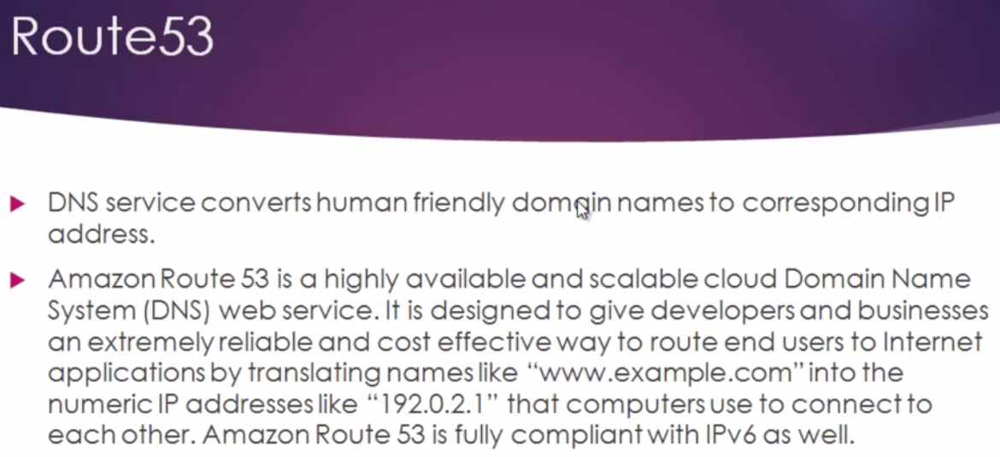 Route53
DNS service converts human friendly domain names to corresponding IP
address.
Amazon Route 53 is a highly available and scalable cloud Domain Name
System (DNS) web service. It is designed to give developers and businesses
an extremely reliable and cost effective way to route end users to Internet
applications by translating names like “www.example.com” into the
numeric IP addresses like “192.0.2.1” that computers use to connect to
each other. Amazon Route 53 is fully compliant with IPv6 as well.